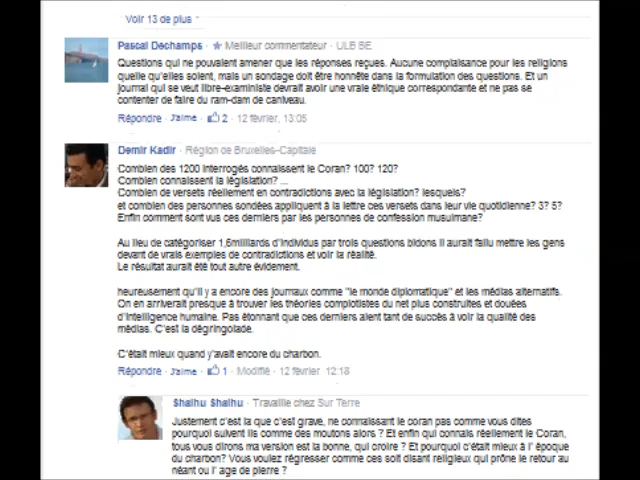 Voir 13 de plus
Pascal Dechamps · ★ Meilleur commentateur · ULB BE
Questions qui ne pouvaient amener que les réponses reçues. Aucune complaisance pour les religions
quelle qu'elles soient, mais un sondage doit être honnête dans la formulation des questions. Et un
journal qui se veut libre-exaministe devrait avoir une vraie éthique correspondante et ne pas se
contenter de faire du ram-dam de caniveau.
Répondre · J'aime · 2 · 12 février, 13:05
Demir Kadir · Région de Bruxelles-Capitale
Combien des 1200 interrogés connaissent le Coran? 100? 120?
Combien connaissent la législation? ...
Combien de versets réellement en contradictions avec la législation? lesquels?
et combien des personnes sondées appliquent à la lettre ces versets dans leur vie quotidienne? 3? 5?
Enfin comment sont vus ces derniers par les personnes de confession musulmane?
Au lieu de catégoriser 1,6milliards d'individus par trois questions bidons il aurait fallu mettre les gens
devant de vrais exemples de contradictions et voir la réalité.
Le résultat aurait été tout autre évidement.
heureusement qu'il y a encore des journaux comme "le monde diplomatique" et les médias alternatifs.
On en arriverait presque à trouver les théories complotistes du net plus construites et douées
d'intelligence humaine. Pas étonnant que ces derniers aient tant de succès à voir la qualité des
médias. C'est la dégringolade.
C'était mieux quand y'avait encore du charbon.
Répondre · J'aime · 1 · Modifié · 12 février 12:18
Shaihu Shaihu · Travaille chez Sur Terre
Justement c'est la que c'est grave, ne connaissant le coran pas comme vous dites
pourquoi suivent ils comme des moutons alors ? Et enfin qui connais réellement le Coran,
tous vous dirons ma version est la bonne, qui croire ? Et pourquoi c'était mieux à l' époque
du charbon? Vous voulez régresser comme ces soit disant religieux qui prône le retour au
néant ou l' age de pierre ?